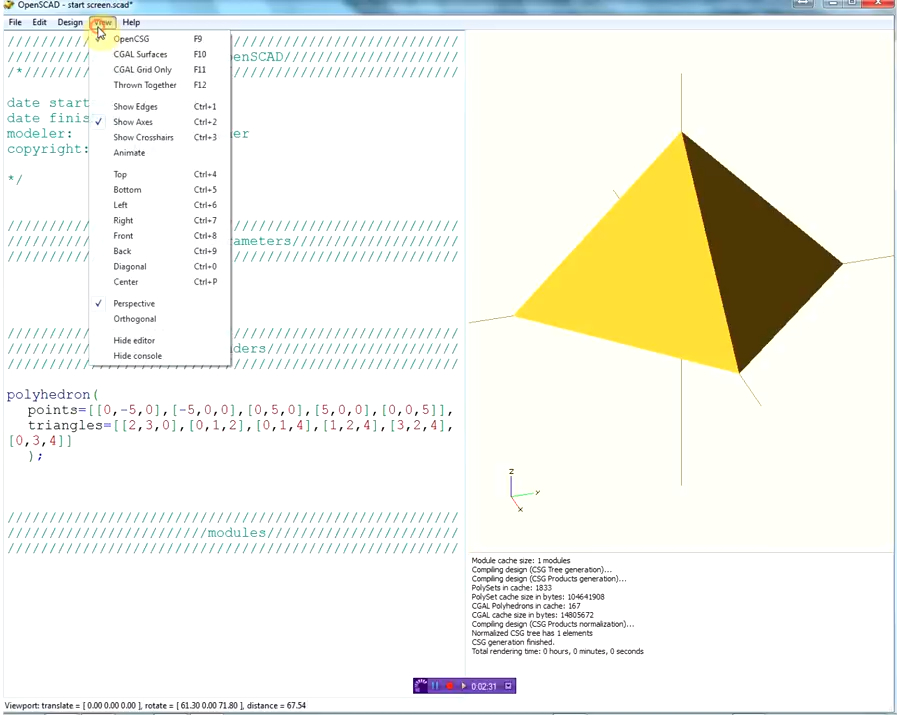 OpenSCAD - start screen.scad*
File Edit Design View Help
OpenCSG F9
CGAL Surfaces F10
CGAL Grid Only F11
Thrown Together F12
Show Edges Ctrl+1
✓ Show Axes Ctrl+2
Show Crosshairs Ctrl+3
Animate
Top Ctrl+4
Bottom Ctrl+5
Left Ctrl+6
Right Ctrl+7
Front Ctrl+8
Back Ctrl+9
Diagonal Ctrl+0
Center Ctrl+P
✓ Perspective
Orthogonal
Hide editor
Hide console
enSCAD////////////////////
/*////////
date start
date finis
modeler: er
copyright:
*/
ameters////////////////////
ders////////////////////
polyhedron(
points=[[0,-5,0],[-5,0,0],[0,5,0],[5,0,0],[0,0,5]],
triangles=[[2,3,0],[0,1,2],[0,1,4],[1,2,4],[3,2,4],
[0,3,4]]
);
////////////////////////////////////////////////////////
////////////////////////modules////////////////////////
////////////////////////////////////////////////////////
z
y
x
Module cache size: 1 modules
Compiling design (CSG Tree generation)...
Compiling design (CSG Products generation)...
PolySets in cache: 1833
PolySet cache size in bytes: 104641908
CGAL Polyhedrons in cache: 167
CGAL cache size in bytes: 14805672
Compiling design (CSG Products normalization)...
Normalized CSG tree has 1 elements
CSG generation finished.
Total rendering time: 0 hours, 0 minutes, 0 seconds
0:02:31
Viewport: translate = [ 0.00 0.00 0.00 ], rotate = [ 61.30 0.00 71.80 ], distance = 67.54